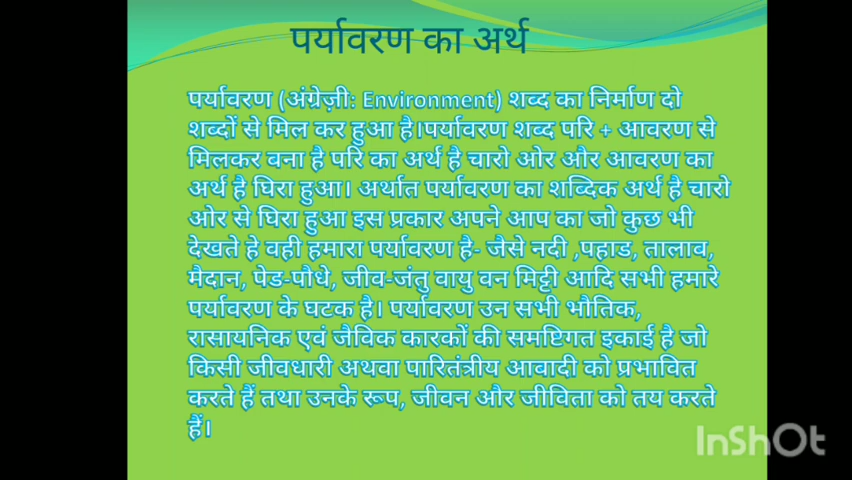 पर्यावरण का अर्थ
पर्यावरण (अंग्रेज़ी: Environment) शब्द का निर्माण दो
शब्दों से मिल कर हुआ है।पर्यावरण शब्द परि + आवरण से
मिलकर बना है परि का अर्थ है चारो ओर और आवरण का
अर्थ है घिरा हुआ। अर्थात पर्यावरण का शब्दिक अर्थ है चारो
ओर से घिरा हुआ इस प्रकार अपने आप का जो कुछ भी
देखते हे वही हमारा पर्यावरण है- जैसे नदी ,पहाड, तालाव,
मैदान, पेड-पौधे, जीव-जंतु वायु वन मिट्टी आदि सभी हमारे
पर्यावरण के घटक है। पर्यावरण उन सभी भौतिक,
रासायनिक एवं जैविक कारकों की समष्टिगत इकाई है जो
किसी जीवधारी अथवा पारितंत्रीय आबादी को प्रभावित
करते हैं तथा उनके रूप, जीवन और जीविता को तय करते
हैं।
InShOt